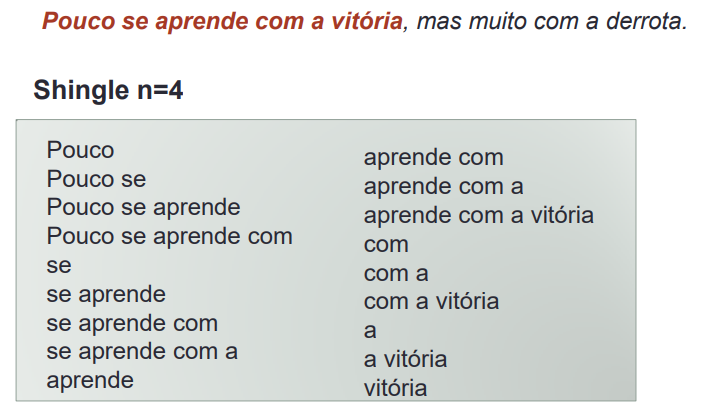 Pouco se aprende com a vitória, mas muito com a derrota.
Shingle n=4
Pouco
Pouco se
Pouco se aprende
Pouco se aprende com
se
se aprende
se aprende com
se aprende com a
aprende
aprende com
aprende com a
aprende com a vitória
com
com a
com a vitória
a
a vitória
vitória